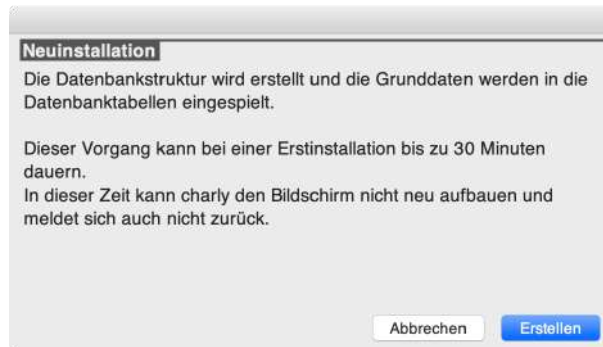 Neuinstallation
Die Datenbankstruktur wird erstellt und die Grunddaten werden in die
Datenbanktabellen eingespielt.
Dieser Vorgang kann bei einer Erstinstallation bis zu 30 Minuten
dauern.
In dieser Zeit kann charly den Bildschirm nicht neu aufbauen und
meldet sich auch nicht zurück.
Abbrechen Erstellen